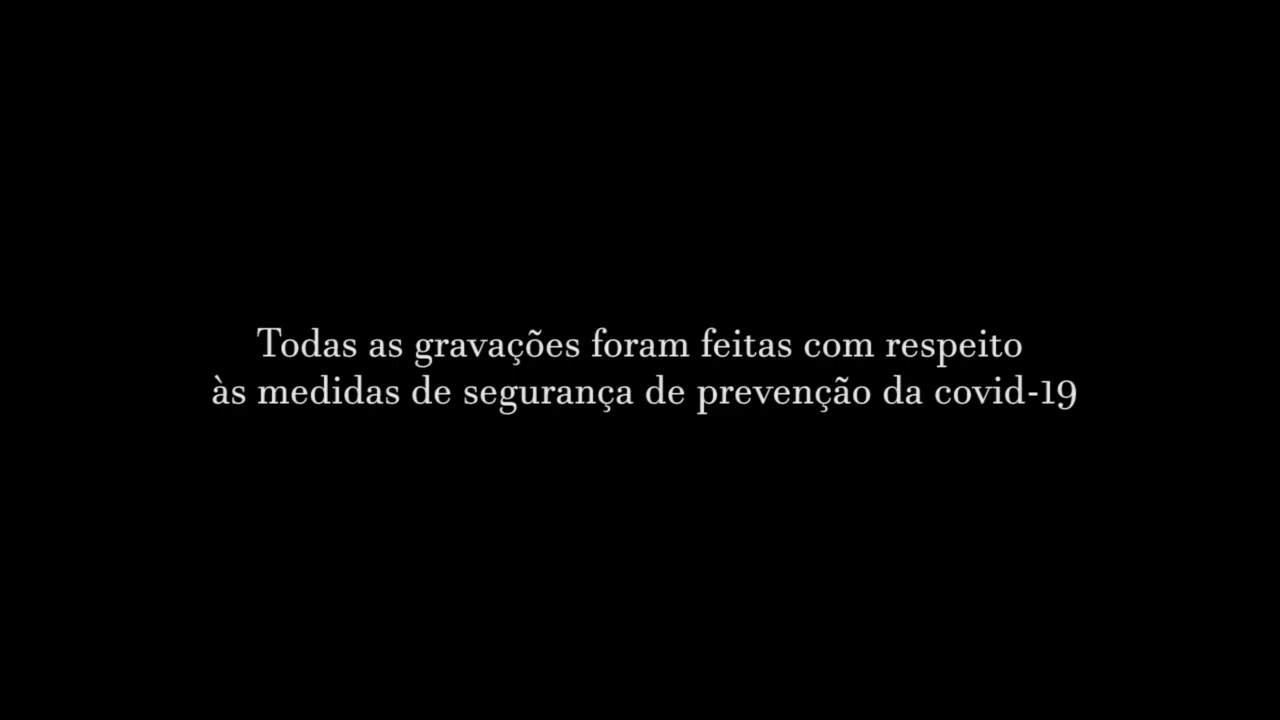 Todas as gravações foram feitas com respeito
às medidas de segurança de prevenção da covid-19